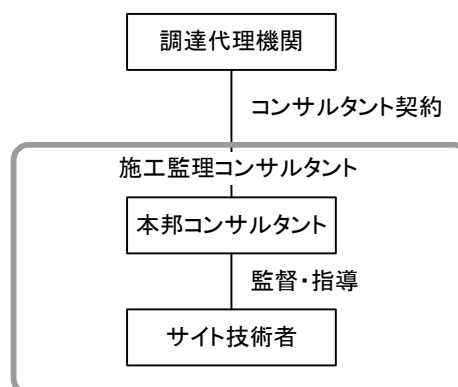 調達代理機関
コンサルタント契約
施工監理コンサルタント
本邦コンサルタント
監督・指導
サイト技術者